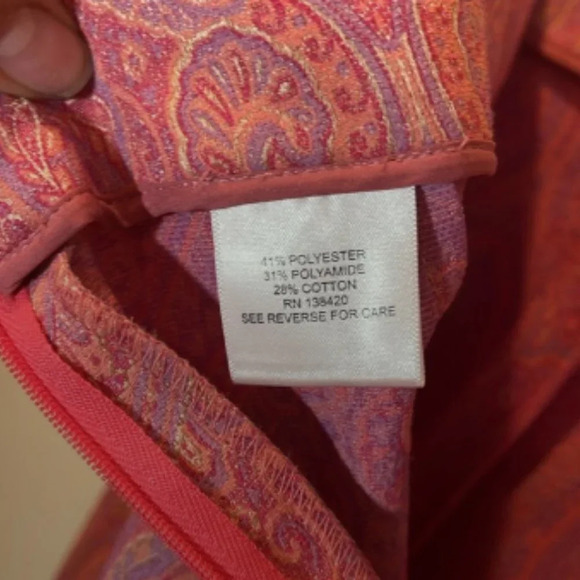 41% POLYESTER
31% POLYAMIDE
28% COTTON
RN 138420
SEE REVERSE FOR CARE